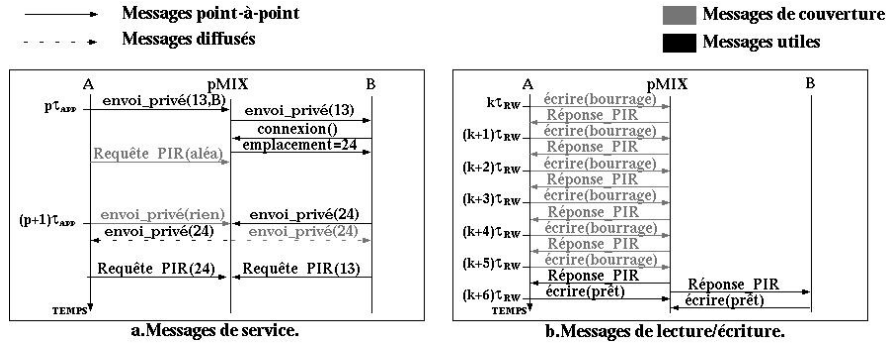 Messages point-à-point
Messages diffusés
Messages de couverture
Messages utiles
A pMIX B
pτAPP envoi_privé(13,B)
envoi_privé(13)
connexion()
emplacement=24
Requête PIR(aléa)
(p+1)τAPP envoi_privé(rien) envoi_privé(24)
envoi_privé(24) envoi_privé(24)
Requête PIR(24) Requête PIR(13)
TEMPS
a.Messages de service.
A pMIX B
kτRW écrire(bourrage)
Réponse_PIR
(k+1)τRW écrire(bourrage)
Réponse_PIR
(k+2)τRW écrire(bourrage)
Réponse_PIR
(k+3)τRW écrire(bourrage)
Réponse_PIR
(k+4)τRW écrire(bourrage)
Réponse_PIR
(k+5)τRW écrire(bourrage)
Réponse_PIR Réponse_PIR
(k+6)τRW écrire(prêt) écrire(prêt)
TEMPS
b.Messages de lecture/écriture.